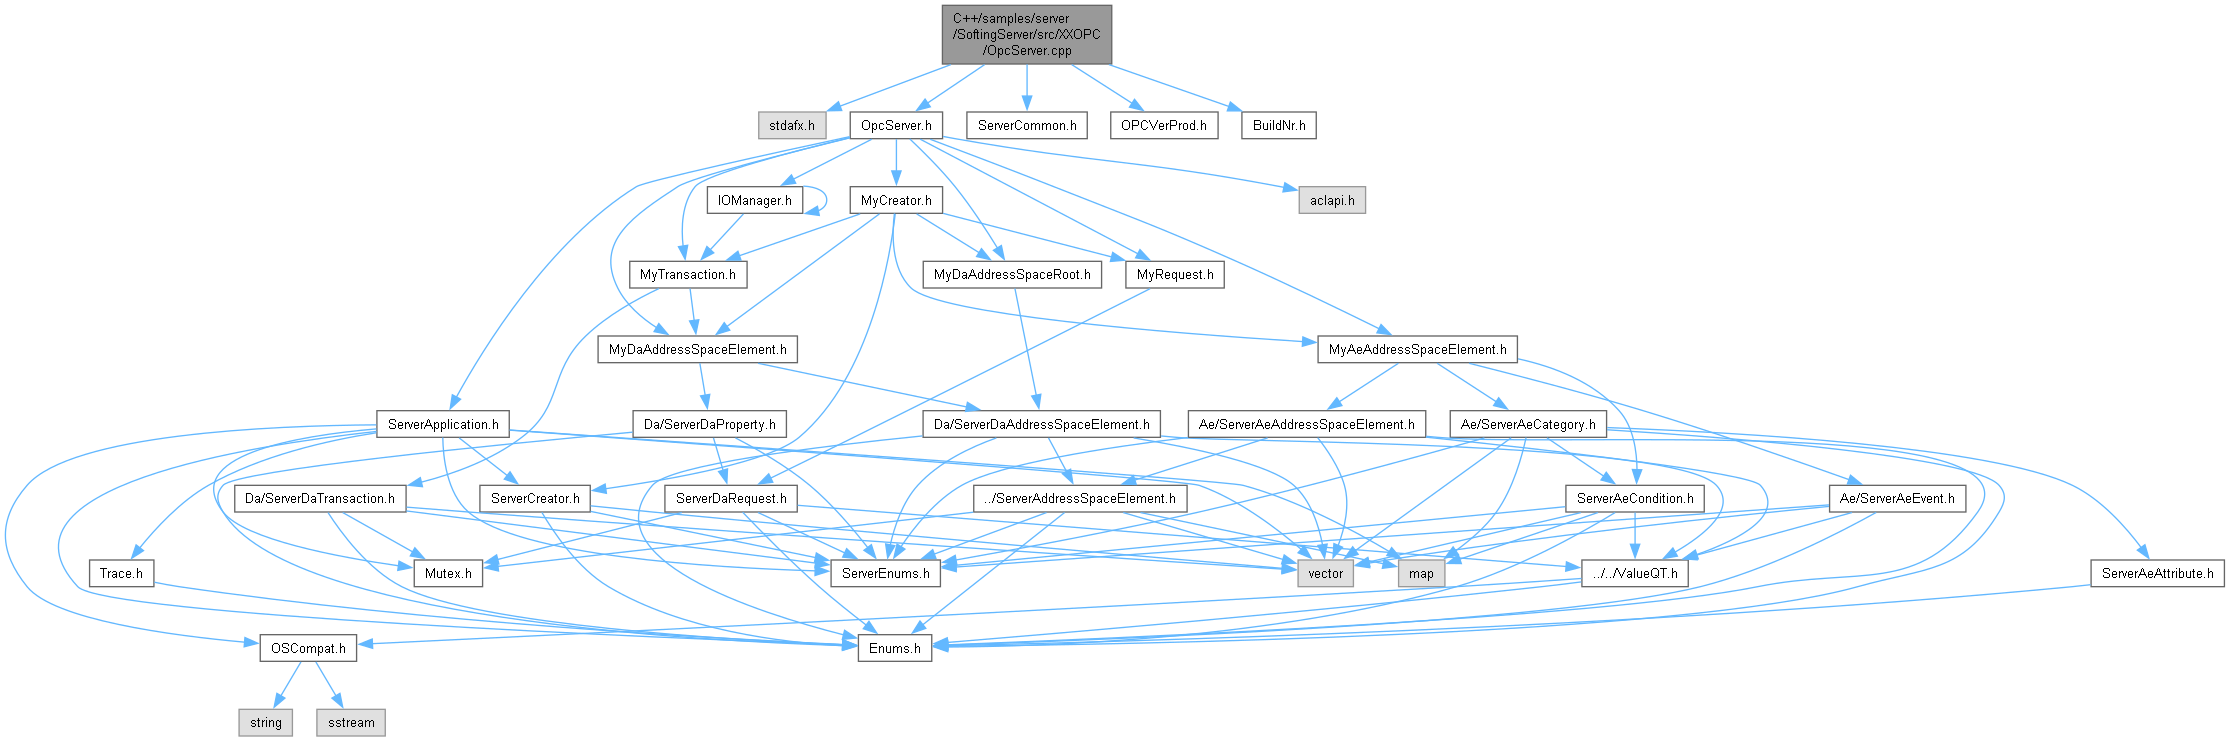 C++/samples/server
/SoftingServer/src/XXOPC
/OpcServer.cpp
stdafx.h
OpcServer.h
ServerCommon.h
OPCVerProd.h
BuildNr.h
IOManager.h
MyCreator.h
aclapi.h
MyTransaction.h
MyDaAddressSpaceRoot.h
MyRequest.h
MyDaAddressSpaceElement.h
MyAeAddressSpaceElement.h
ServerApplication.h
Da/ServerDaProperty.h
Da/ServerDaAddressSpaceElement.h
Ae/ServerAeAddressSpaceElement.h
Ae/ServerAeCategory.h
Da/ServerDaTransaction.h
ServerCreator.h
ServerDaRequest.h
../ServerAddressSpaceElement.h
ServerAeCondition.h
Ae/ServerAeEvent.h
Trace.h
Mutex.h
ServerEnums.h
vector
map
../../ValueQT.h
ServerAeAttribute.h
OSCompat.h
Enums.h
string
sstream